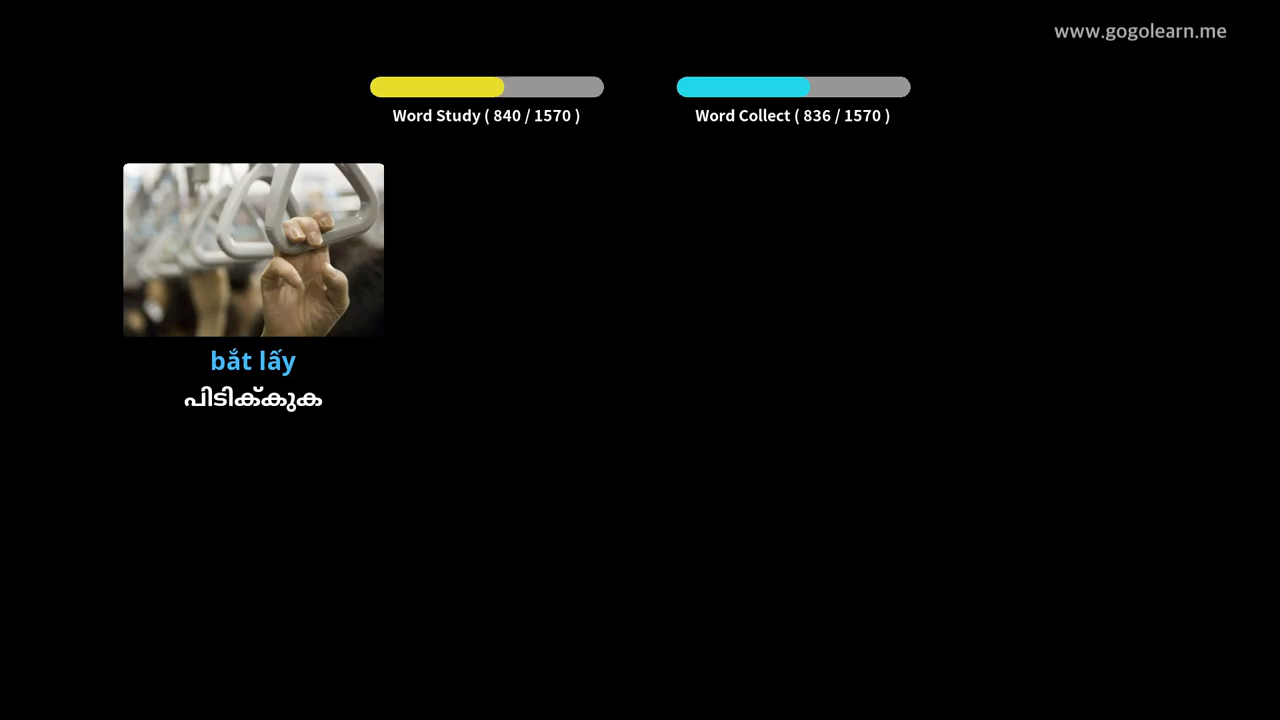 www.gogolearn.me
Word Study ( 840 / 1570 )
Word Collect ( 836 / 1570 )
bắt lấy
പിടിക്കുക